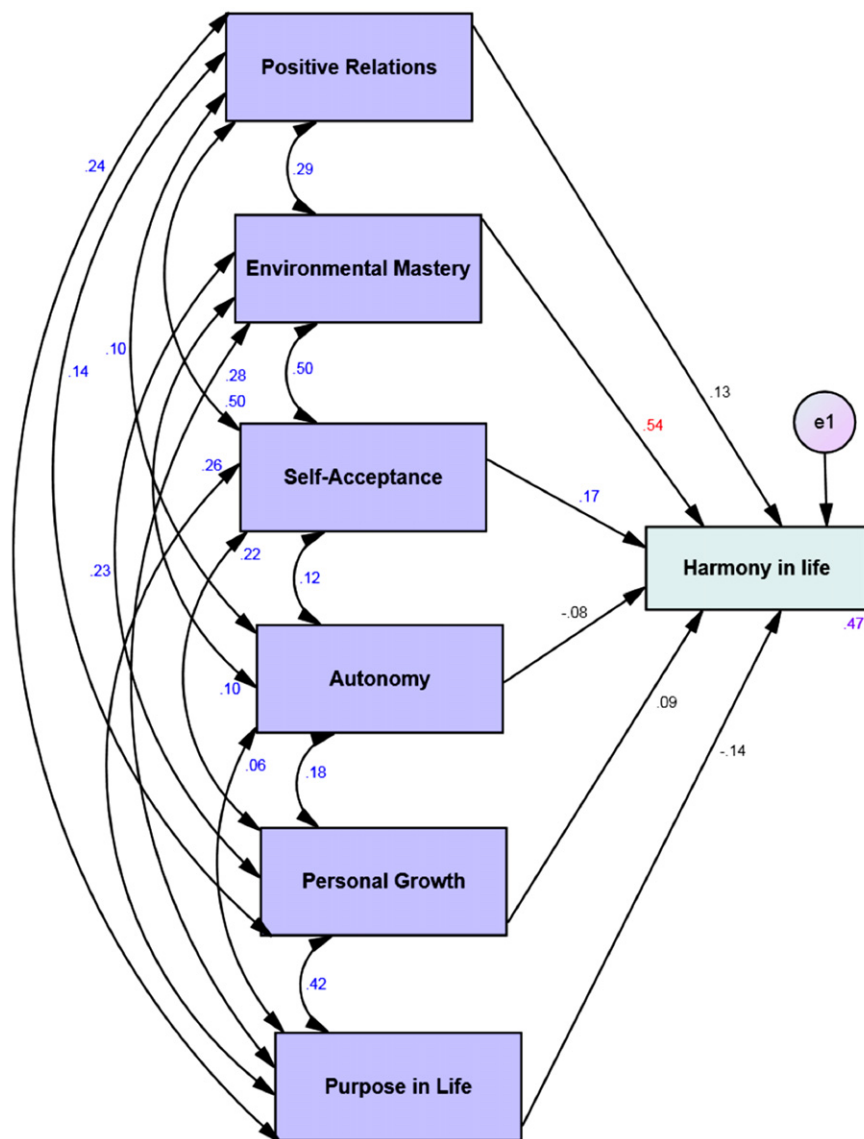 Positive Relations
.24
.29
Environmental Mastery
.10
.14
.28
.50
.50
.13
e1
.54
Self-Acceptance
.26
.17
.22
.23
.12
Harmony in life
.47
-.08
Autonomy
.10
.09
.06
.18
-.14
Personal Growth
.42
Purpose in Life